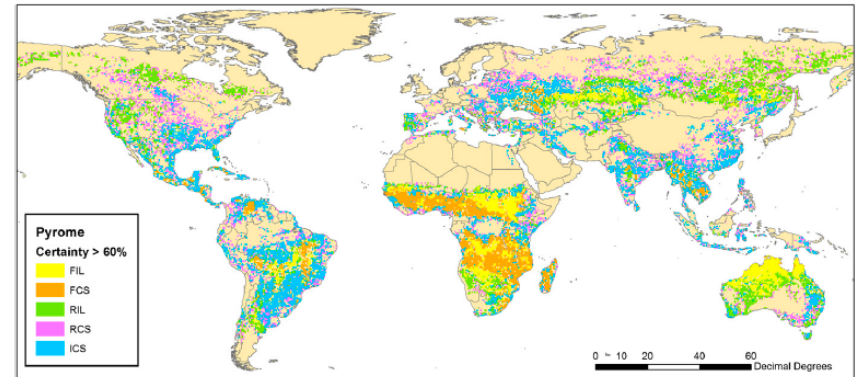 Pyrome
Certainty > 60%
FIL
FCS
RIL
RCS
ICS
0 10 20 40 60
Decimal Degrees